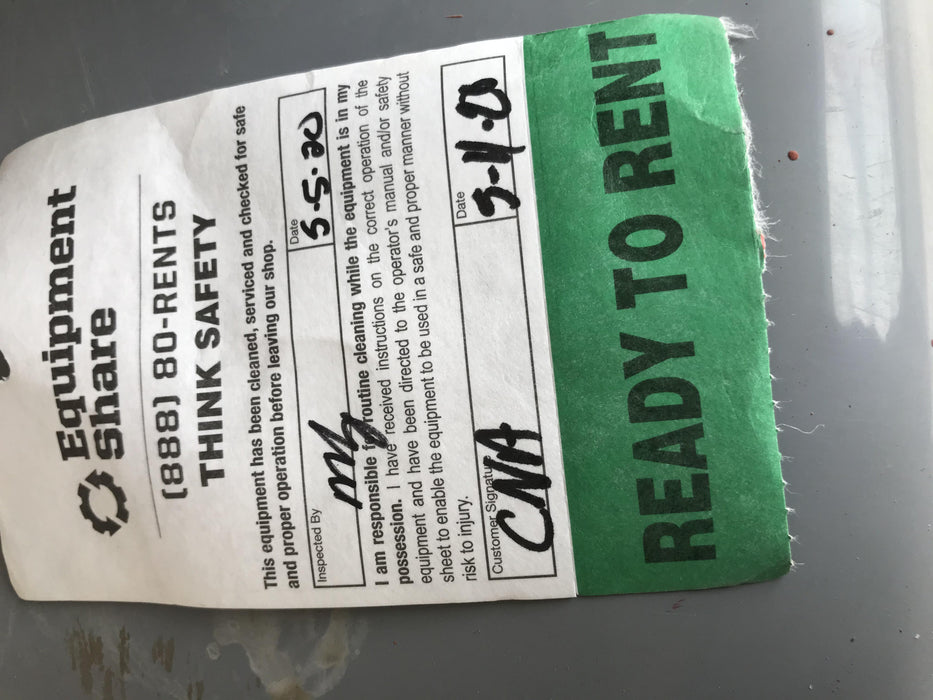 Equipment
Share
(888) 80-RENTS
THINK SAFETY
This equipment has been cleaned, serviced and checked for safe
and proper operation before leaving our shop.
Inspected By
Date
5-5-20
I am responsible for routine cleaning while the equipment is in my
possession. I have received instructions on the correct operation of the
equipment and have been directed to the operator's manual and/or safety
sheet to enable the equipment to be used in a safe and proper manner without
risk to injury.
Customer Signature
CNA
Date
5-11-20
READY TO RENT